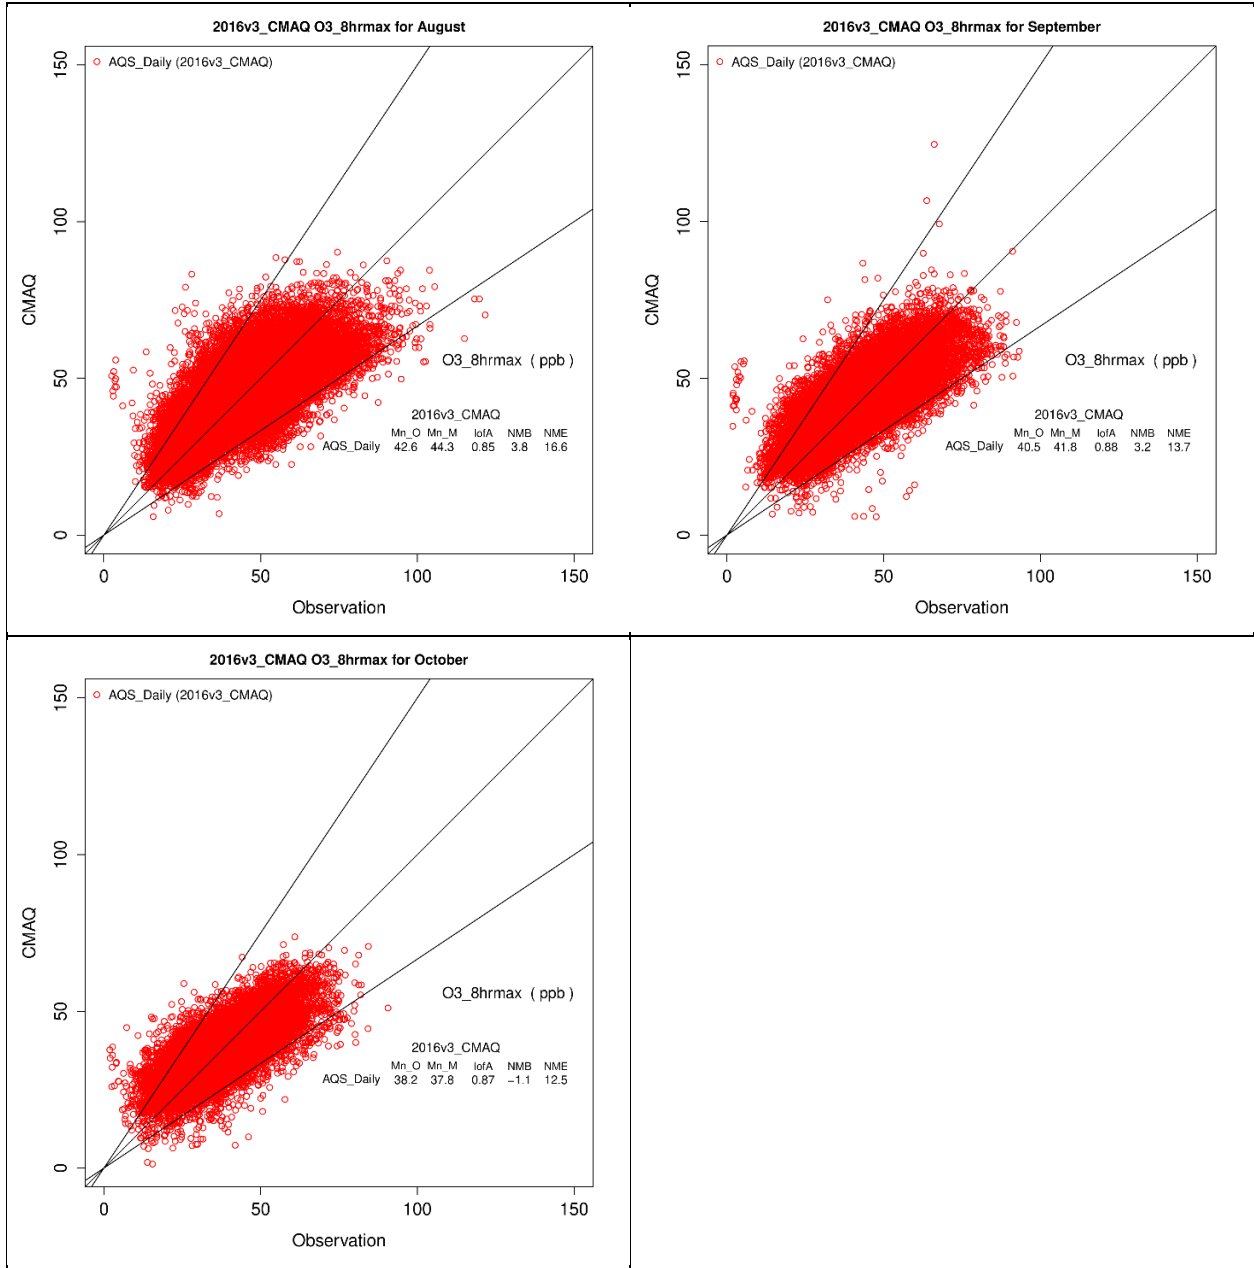 2016v3_CMAQ O3_8hrmax for August
AQS_Daily (2016v3_CMAQ)
150
100
50
0
CMAQ
O3_8hrmax ( ppb )
2016v3_CMAQ
Mn_O Mn_M IofA NMB NME
AQS_Daily 42.6 44.3 0.85 3.8 16.6
0 50 100 150
Observation
2016v3_CMAQ O3_8hrmax for September
AQS_Daily (2016v3_CMAQ)
150
100
50
0
CMAQ
O3_8hrmax ( ppb )
2016v3_CMAQ
Mn_O Mn_M IofA NMB NME
AQS_Daily 40.5 41.8 0.88 3.2 13.7
0 50 100 150
Observation
2016v3_CMAQ O3_8hrmax for October
AQS_Daily (2016v3_CMAQ)
150
100
50
0
CMAQ
O3_8hrmax ( ppb )
2016v3_CMAQ
Mn_O Mn_M IofA NMB NME
AQS_Daily 38.2 37.8 0.87 −1.1 12.5
0 50 100 150
Observation